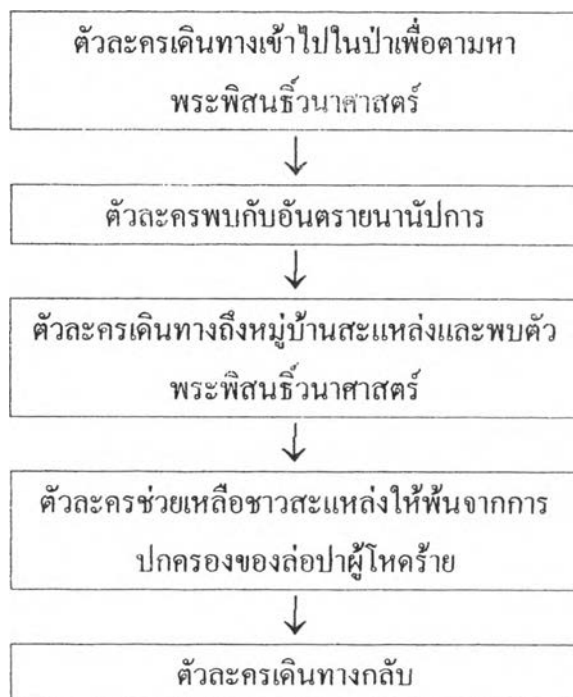 ตัวละครเดินทางเข้าไปในป่าเพื่อตามหา
พระพิสนธิ์วนาศาสตร์
ตัวละครพบกับอันตรายนานัปการ
ตัวละครเดินทางถึงหมู่บ้านสะแหล่งและพบตัว
พระพิสนธิ์วนาศาสตร์
ตัวละครช่วยเหลือชาวสะแหล่งให้พ้นจากการ
ปกครองของล่อปาผู้โหดร้าย
ตัวละครเดินทางกลับ